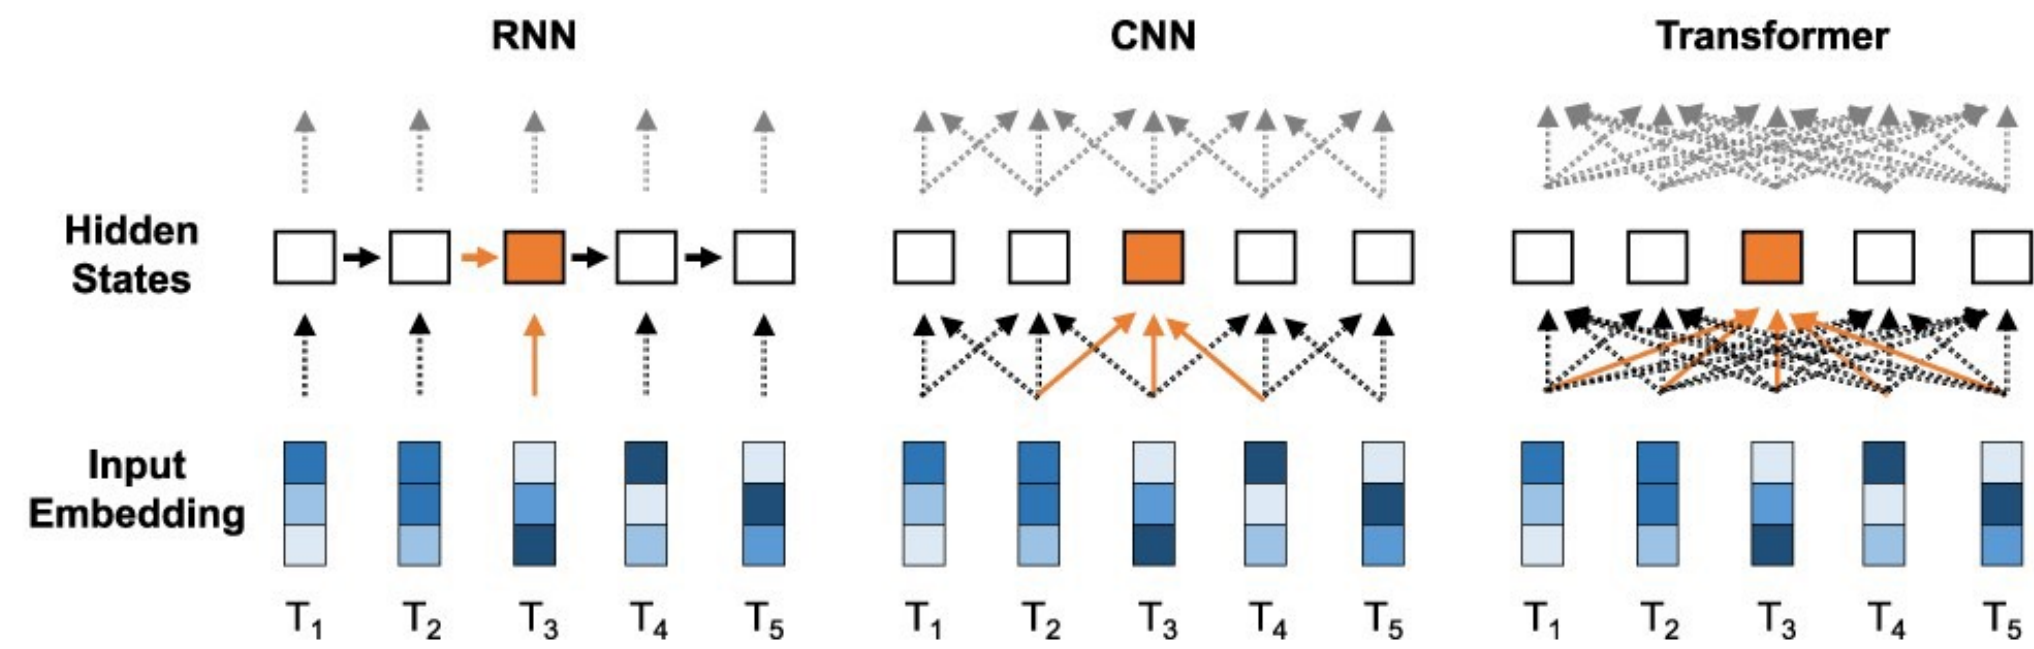 RNN
CNN
Transformer
Hidden
States
Input
Embedding
T1 T2 T3 T4 T5
T1 T2 T3 T4 T5
T1 T2 T3 T4 T5